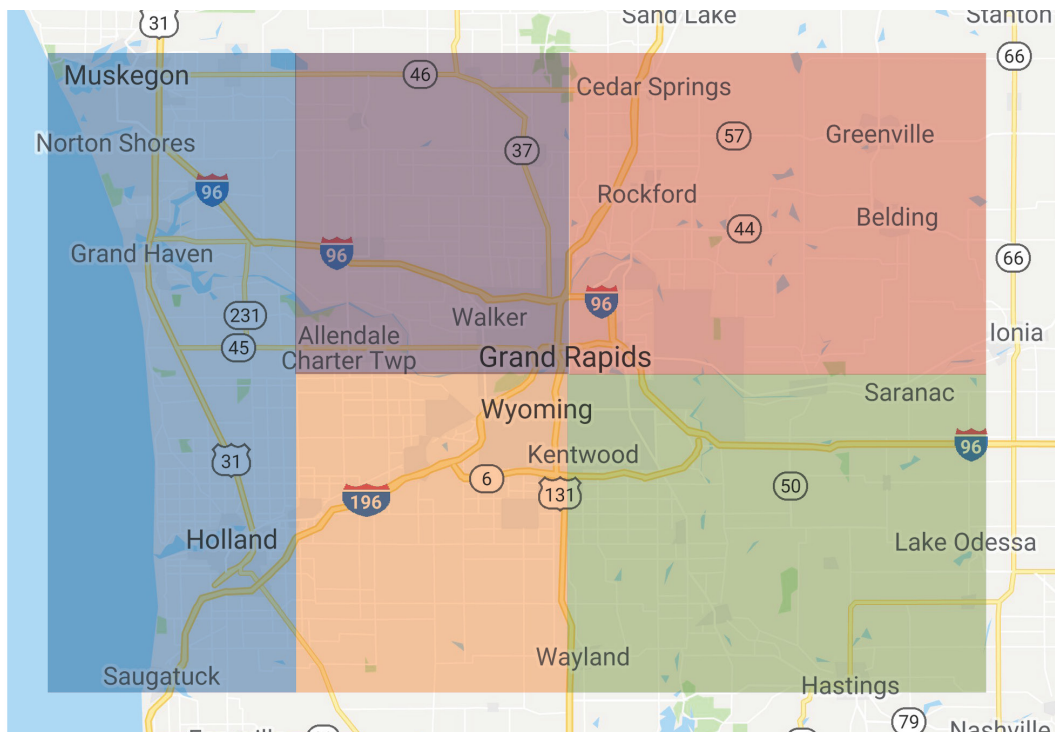 Sand Lake
Stanton
31
66
Muskegon
46
Cedar Springs
57
Greenville
Norton Shores
37
96
Rockford
Belding
44
Grand Haven
96
66
96
231
Walker
Allendale
Charter Twp
45
Ionia
Grand Rapids
Saranac
Wyoming
31
Kentwood
96
6
131
50
196
Holland
Lake Odessa
Wayland
Saugatuck
Hastings
79
Nashville